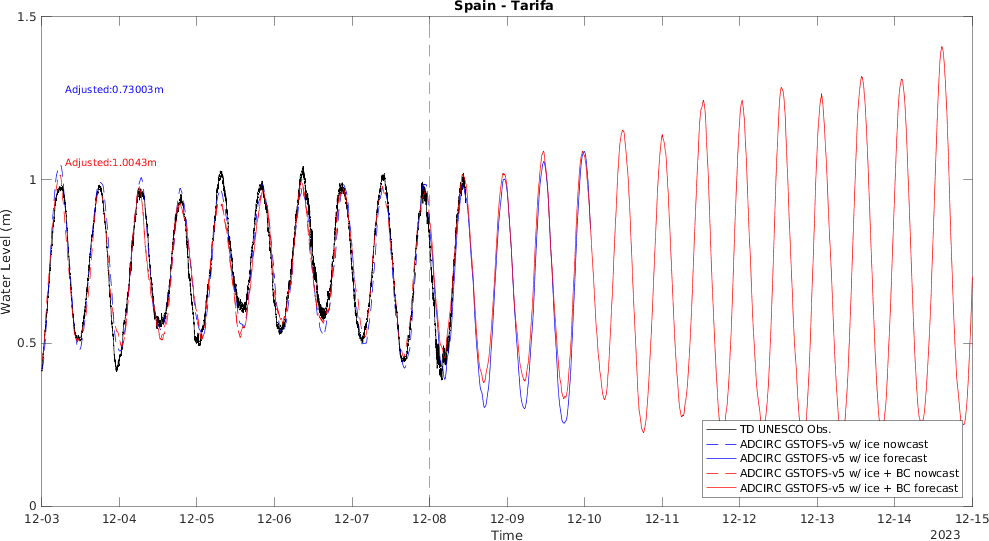 Spain - Tarifa
1.5
Adjusted:0.73003m
Adjusted:1.0043m
1
0.5
0
Water Level (m)
TD UNESCO Obs.
ADCIRC GSTOFS-v5 w/ ice nowcast
ADCIRC GSTOFS-v5 w/ ice forecast
ADCIRC GSTOFS-v5 w/ ice + BC nowcast
ADCIRC GSTOFS-v5 w/ ice + BC forecast
12-03 12-04 12-05 12-06 12-07 12-08 12-09 12-10 12-11 12-12 12-13 12-14 12-15
Time
2023